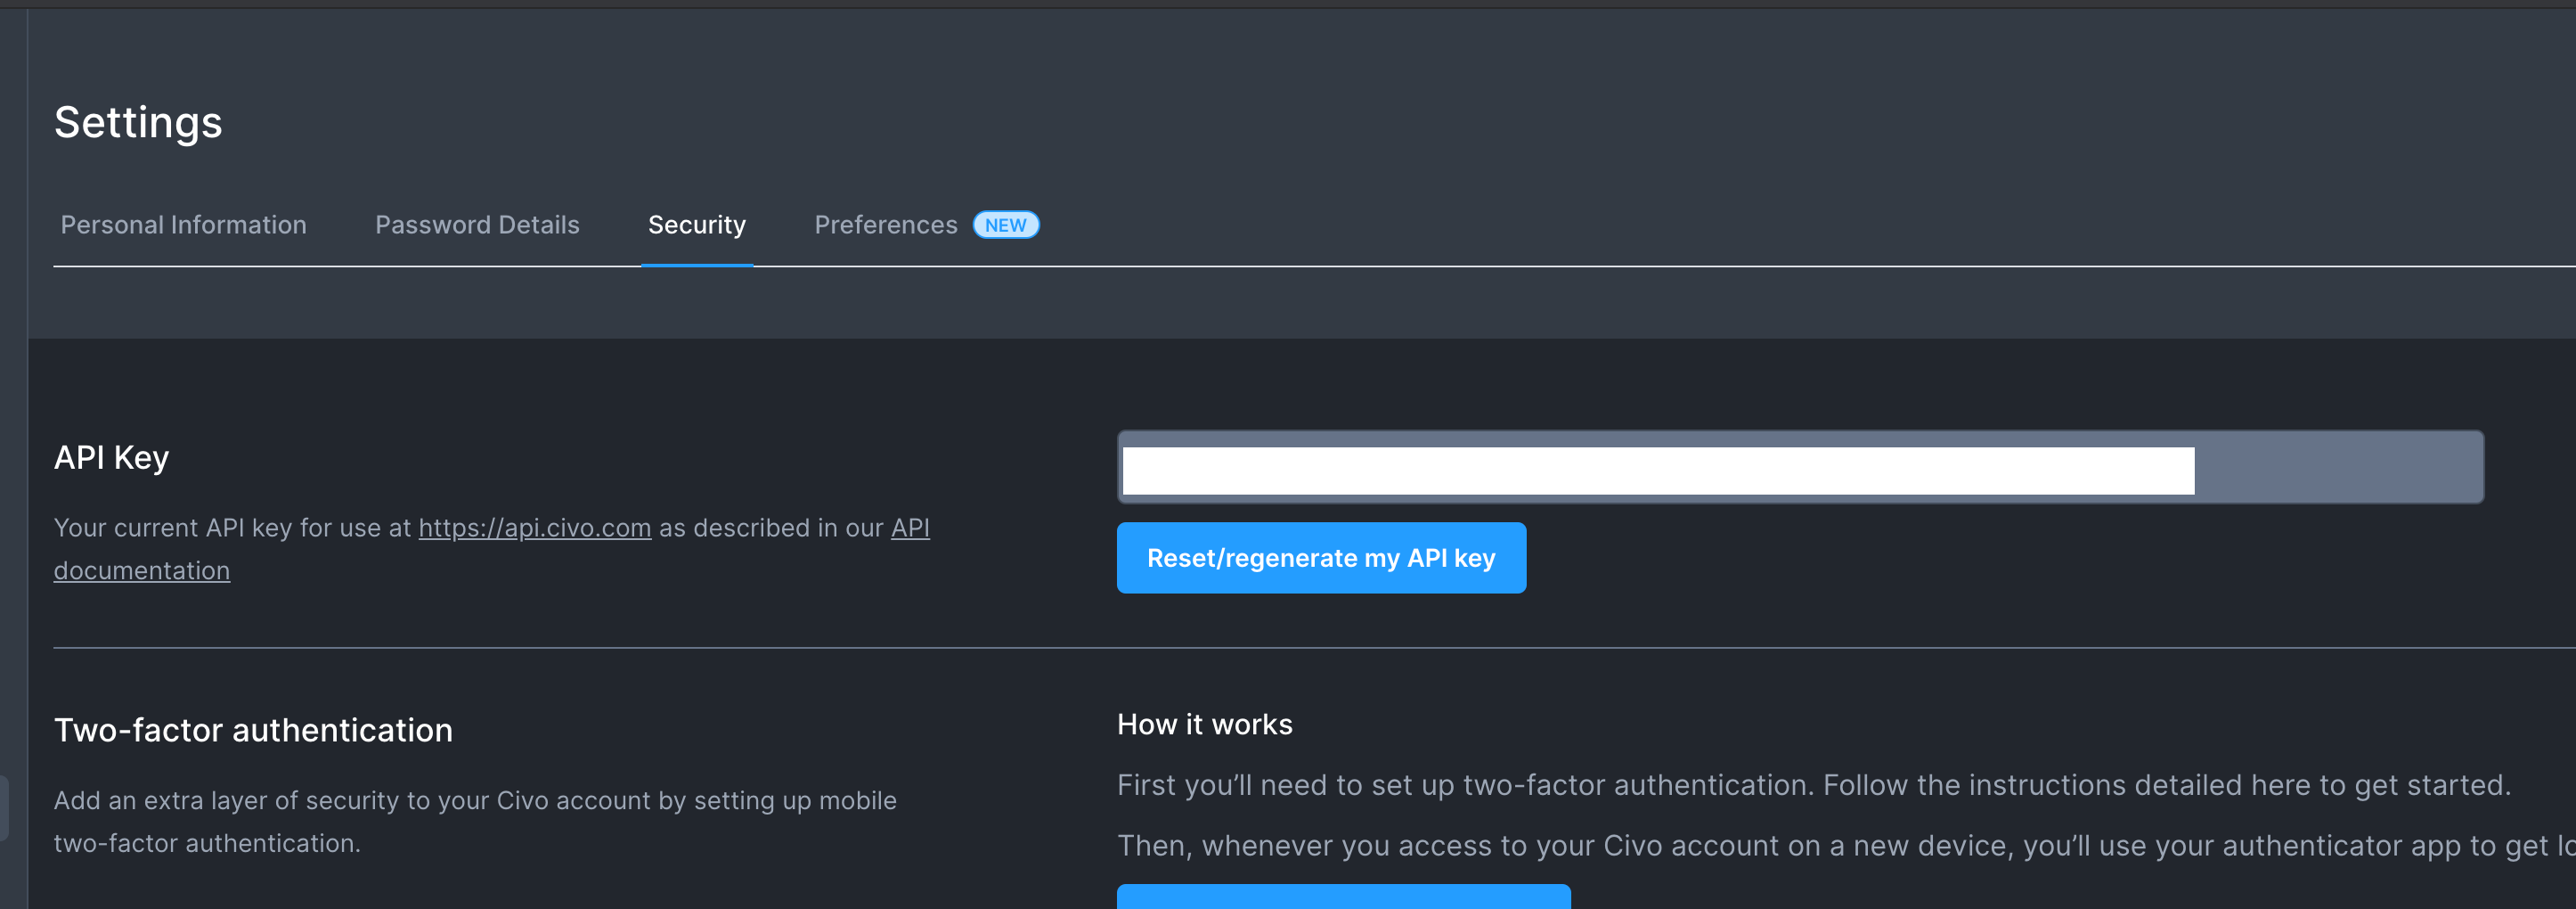 Settings
Personal Information
Password Details
Security
Preferences
NEW
API Key
Your current API key for use at https://api.civo.com as described in our API
documentation
Reset/regenerate my API key
Two-factor authentication
Add an extra layer of security to your Civo account by setting up mobile
two-factor authentication.
How it works
First you’ll need to set up two-factor authentication. Follow the instructions detailed here to get started.
Then, whenever you access to your Civo account on a new device, you’ll use your authenticator app to get